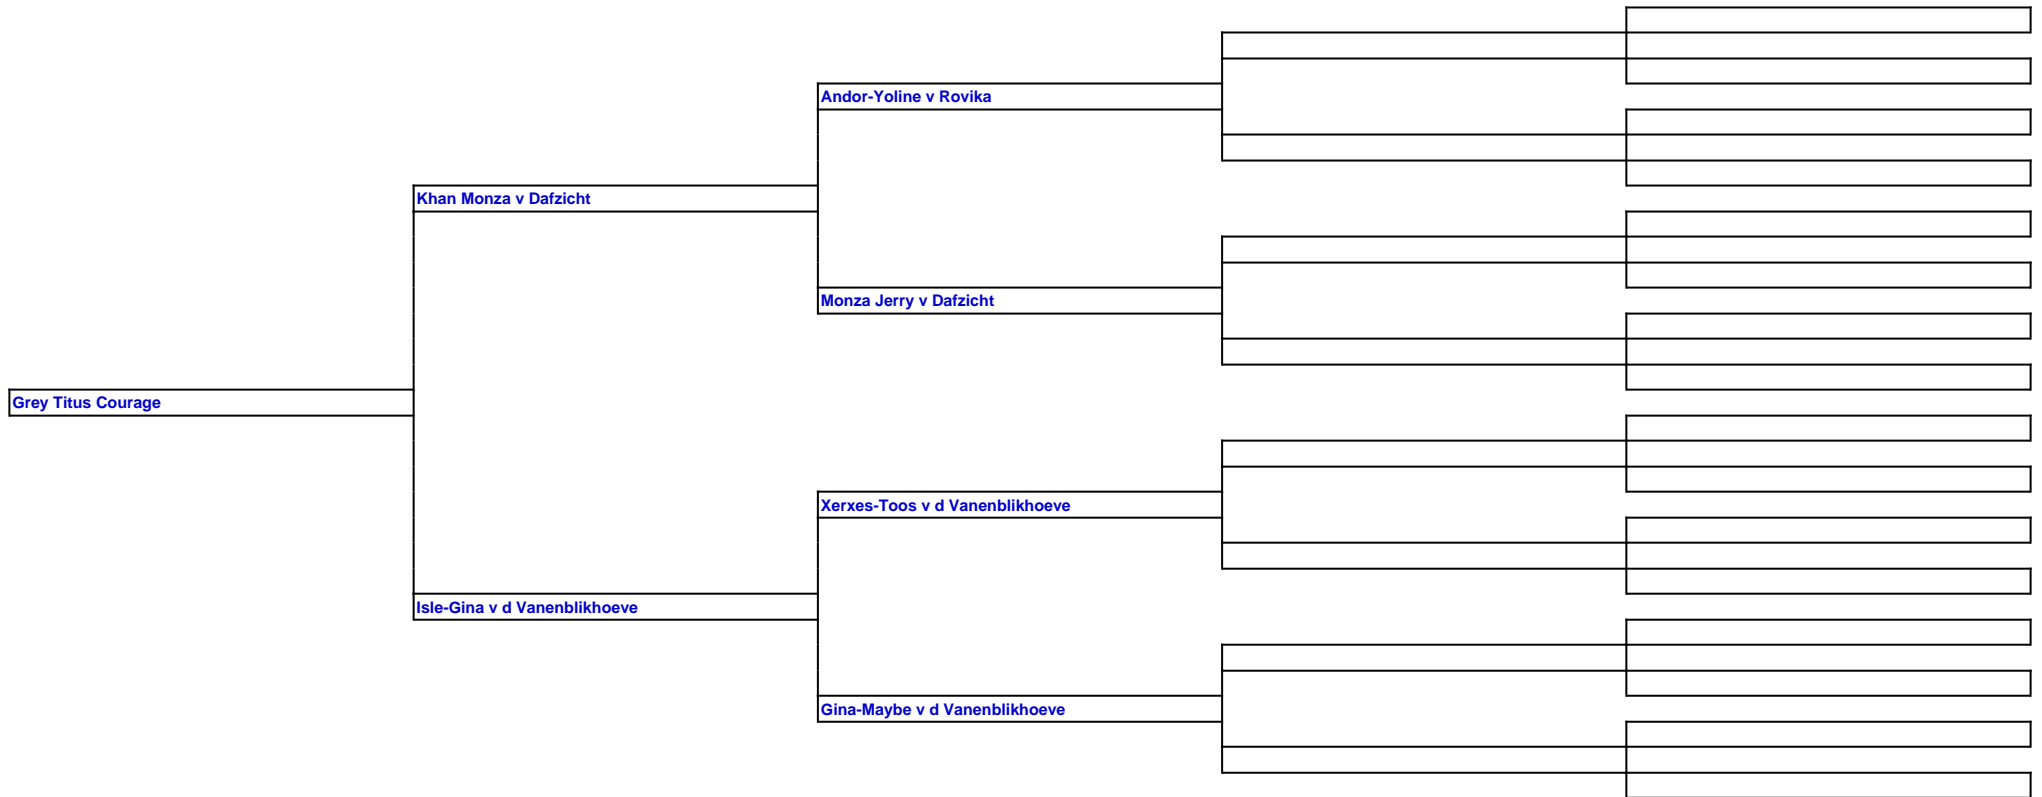 Andor-Yoline v Rovika
Khan Monza v Dafzicht
Monza Jerry v Dafzicht
Grey Titus Courage
Xerxes-Toos v d Vanenblikhoeve
Isle-Gina v d Vanenblikhoeve
Gina-Maybe v d Vanenblikhoeve